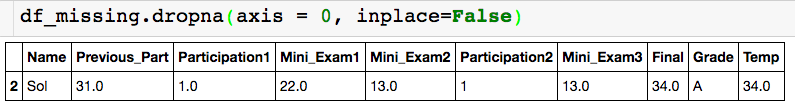 df_missing.dropna(axis = 0, inplace=False)
Name Previous_Part Participation1 Mini_Exam1 Mini_Exam2 Participation2 Mini_Exam3 Final Grade Temp
2 Sol 31.0 1.0 22.0 13.0 1 13.0 34.0 A 34.0